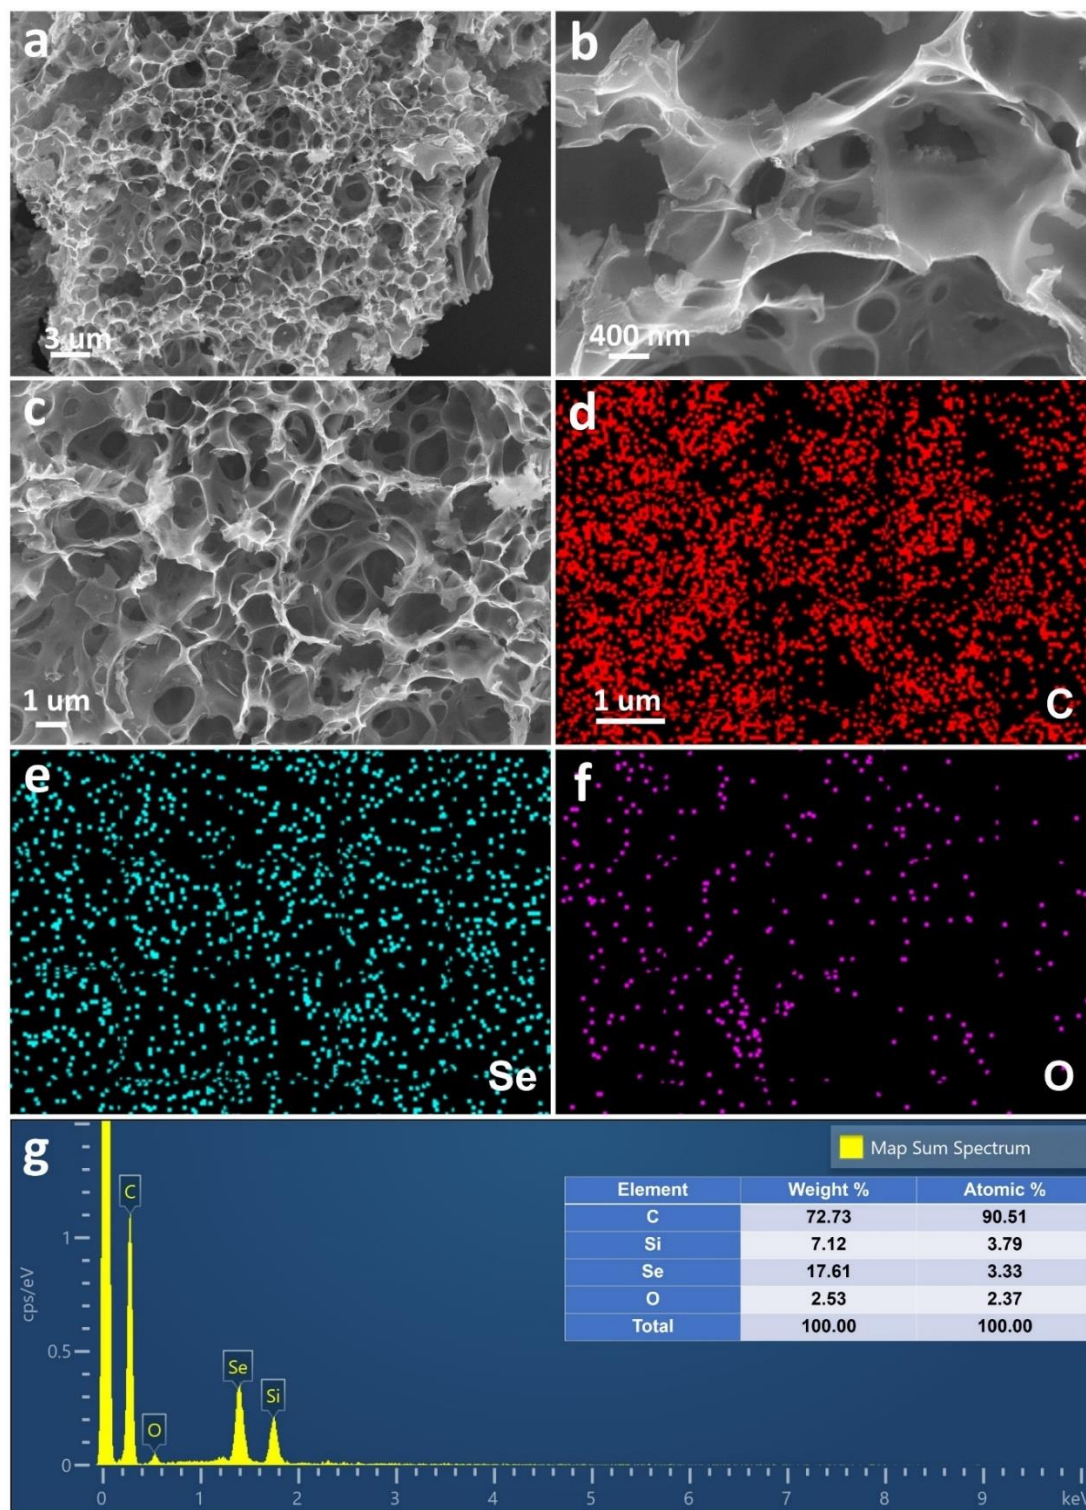 a
3 um
b
400 nm
c
1 um
d
1 um
C
e
Se
f
O
g
Map Sum Spectrum
cps/eV
1
0.5
0
C
O
Se
Si
Element Weight % Atomic %
C 72.73 90.51
Si 7.12 3.79
Se 17.61 3.33
O 2.53 2.37
Total 100.00 100.00
0 1 2 3 4 5 6 7 8 9 keV